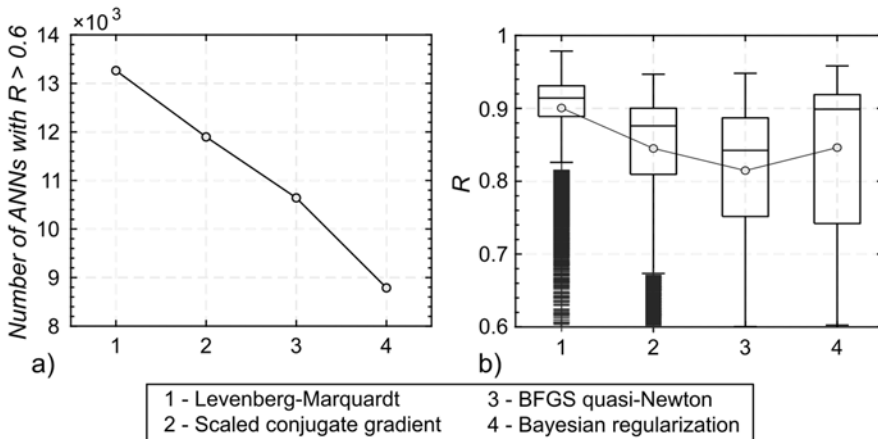 ×10³
Number of ANNs with R > 0.6
14
13
12
11
10
9
8
1 2 3 4
a)
R
1
0.9
0.8
0.7
0.6
1 2 3 4
b)
1 - Levenberg-Marquardt
2 - Scaled conjugate gradient
3 - BFGS quasi-Newton
4 - Bayesian regularization